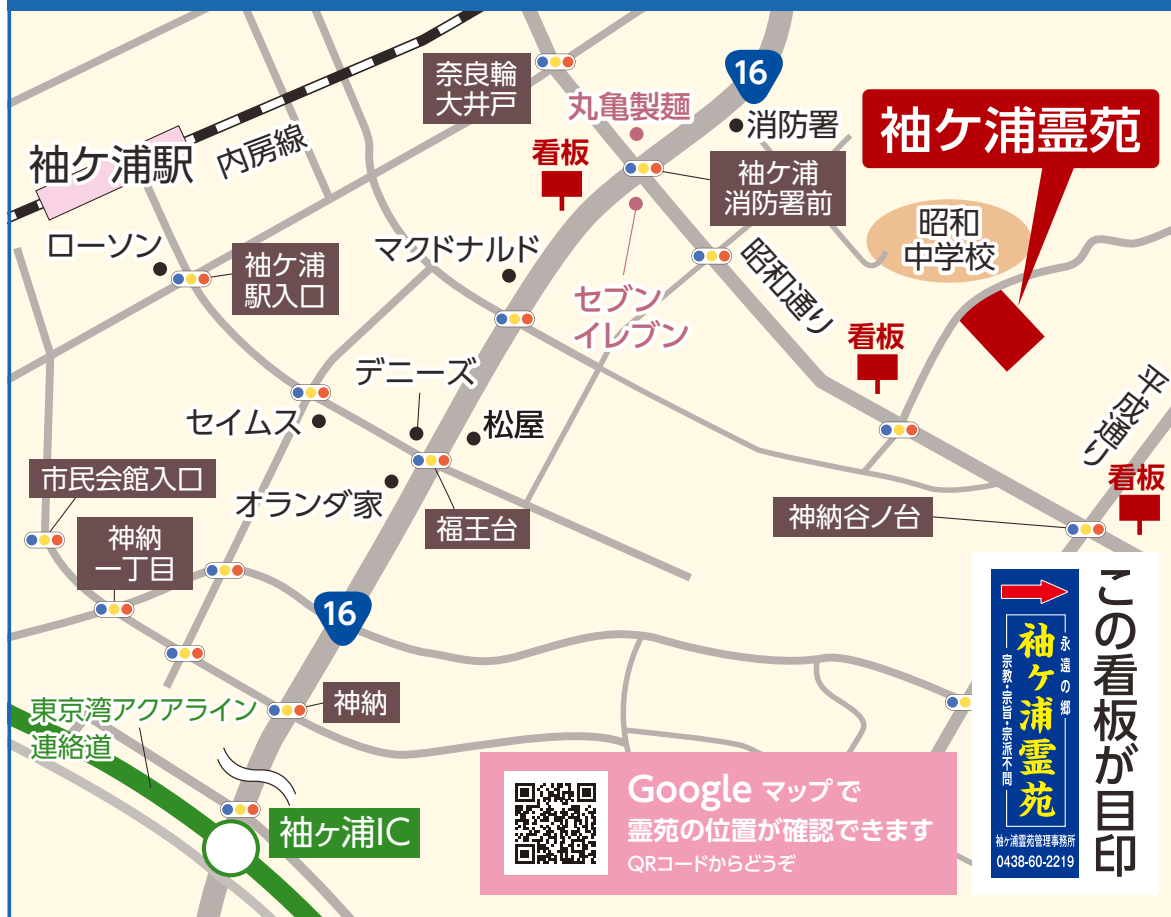 奈良輪
大井戸
16
丸亀製麺
消防署
袖ケ浦霊苑
看板
袖ケ浦
消防署前
袖ケ浦駅
内房線
昭和
中学校
ローソン
マクドナルド
袖ケ浦
駅入口
昭和通り
セブン
イレブン
看板
デニーズ
平成通り
セイムス
松屋
市民会館入口
看板
オランダ家
福王台
神納谷ノ台
神納
一丁目
16
東京湾アクアライン
連絡道
神納
袖ヶ浦IC
Google マップで
霊苑の位置が確認できます
QRコードからどうぞ
この看板が目印
永遠の郷
袖ケ浦霊苑
宗教・宗旨・宗派不問
袖ヶ浦霊苑管理事務所
0438-60-2219